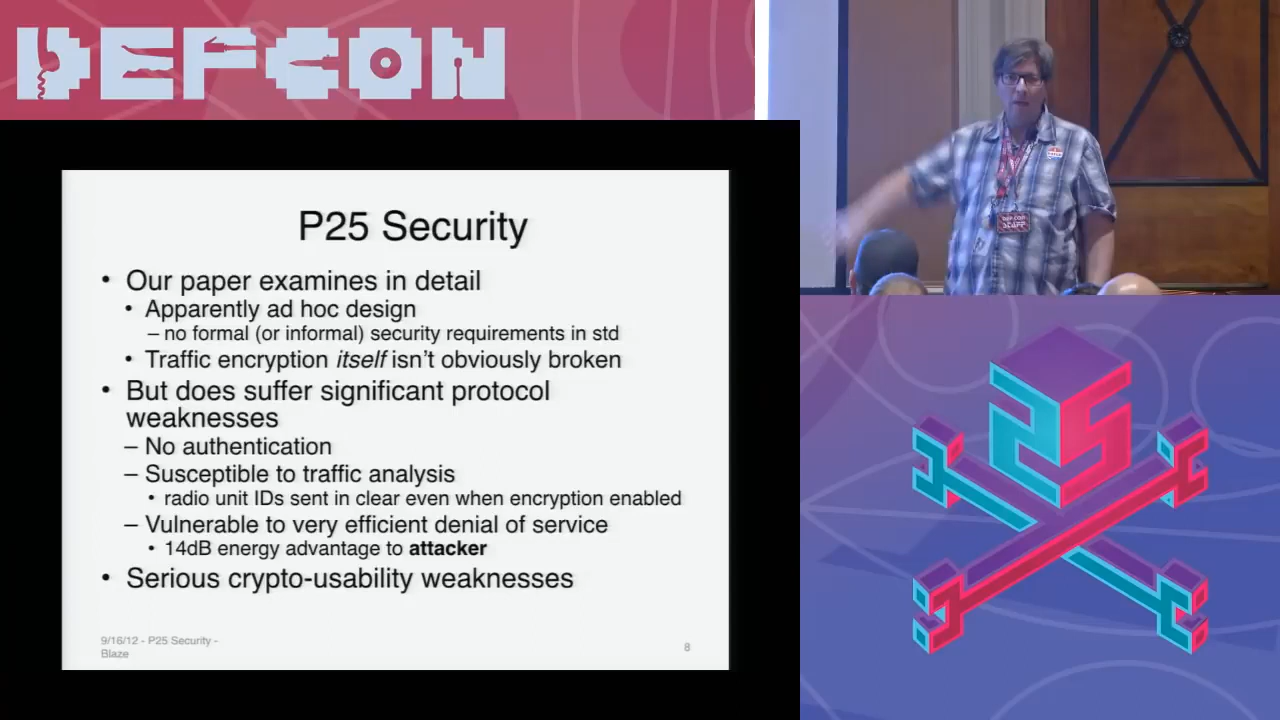 DEFCON
P25 Security
• Our paper examines in detail
• Apparently ad hoc design
– no formal (or informal) security requirements in std
• Traffic encryption itself isn't obviously broken
• But does suffer significant protocol
weaknesses
– No authentication
– Susceptible to traffic analysis
• radio unit IDs sent in clear even when encryption enabled
– Vulnerable to very efficient denial of service
• 14dB energy advantage to attacker
• Serious crypto-usability weaknesses
9/16/12 - P25 Security -
Blaze
8
DEFCON
STAFF
25